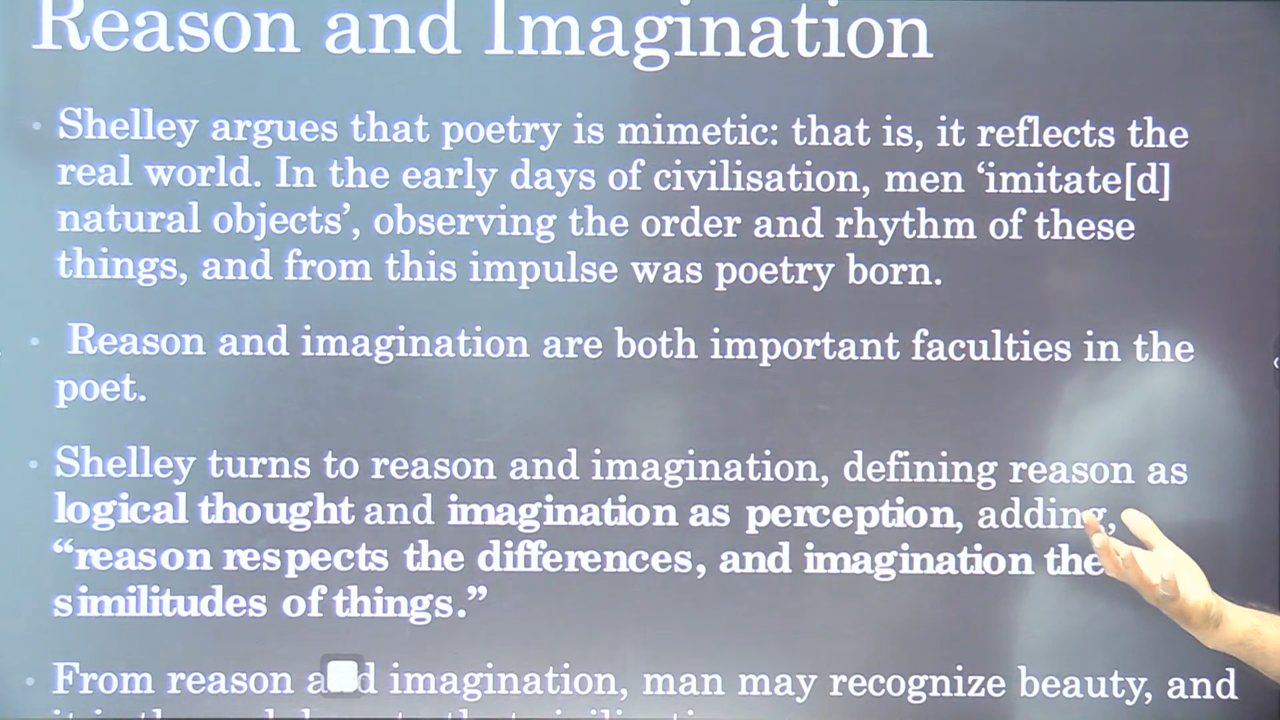 Reason and Imagination
• Shelley argues that poetry is mimetic: that is, it reflects the
real world. In the early days of civilisation, men ‘imitate[d]
natural objects’, observing the order and rhythm of these
things, and from this impulse was poetry born.
• Reason and imagination are both important faculties in the
poet.
• Shelley turns to reason and imagination, defining reason as
logical thought and imagination as perception, adding,
“reason respects the differences, and imagination the
similitudes of things.”
• From reason and imagination, man may recognize beauty, and